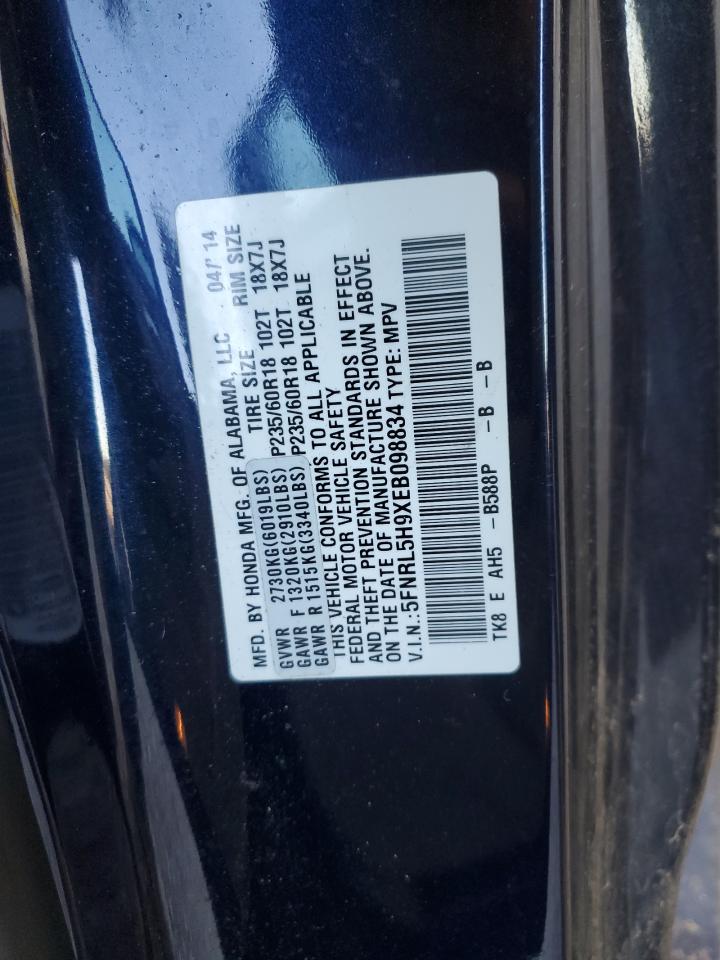 MFD. BY HONDA MFG. OF ALABAMA, LLC 04/'14
TIRE SIZE RIM SIZE
GVWR 2730KG(6019LBS)
GAWR F 1320KG(2910LBS) P235/60R18 102T 18X7J
GAWR R 1515KG(3340LBS) P235/60R18 102T 18X7J
THIS VEHICLE CONFORMS TO ALL APPLICABLE
FEDERAL MOTOR VEHICLE SAFETY
AND THEFT PREVENTION STANDARDS IN EFFECT
ON THE DATE OF MANUFACTURE SHOWN ABOVE.
V.I.N.:5FNRL5H9XEB098834 TYPE: MPV
TK8 E AH5 -B588P -B -B